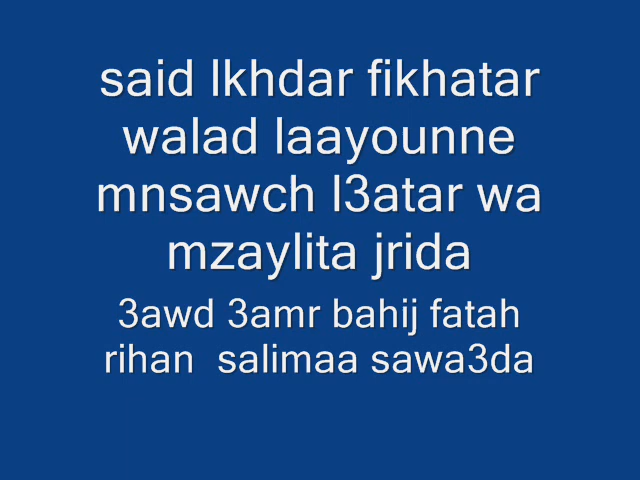 said lkhdar fikhatar
walad laayounne
mnsawch l3atar wa
mzaylita jrida
3awd 3amr bahij fatah
rihan  salimaa sawa3da